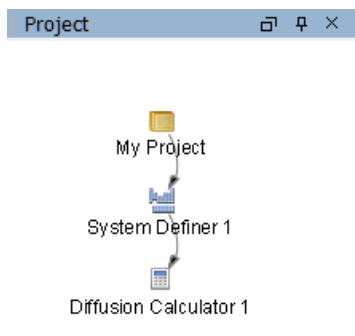 Project
My Project
System Definer 1
Diffusion Calculator 1